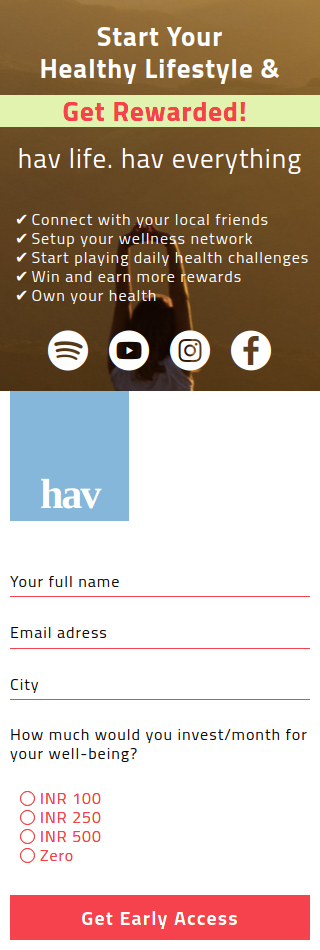 Start Your
Healthy Lifestyle &
Get Rewarded!
hav life. hav everything
✔ Connect with your local friends
✔ Setup your wellness network
✔ Start playing daily health challenges
✔ Win and earn more rewards
✔ Own your health
hav
Your full name
Email adress
City
How much would you invest/month for
your well-being?
INR 100
INR 250
INR 500
Zero
Get Early Access